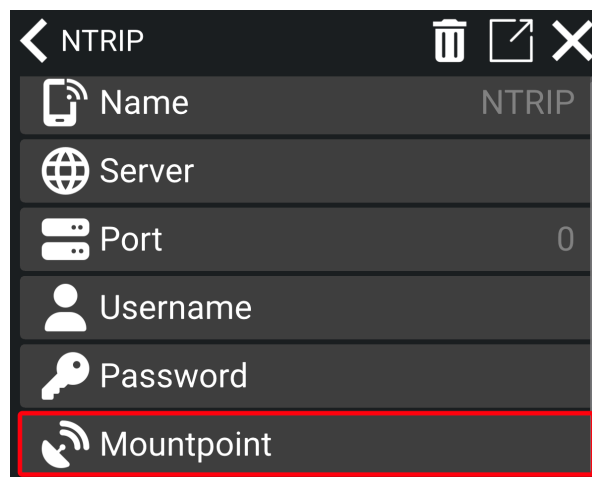 NTRIP
Name NTRIP
Server
Port 0
Username
Password
Mountpoint